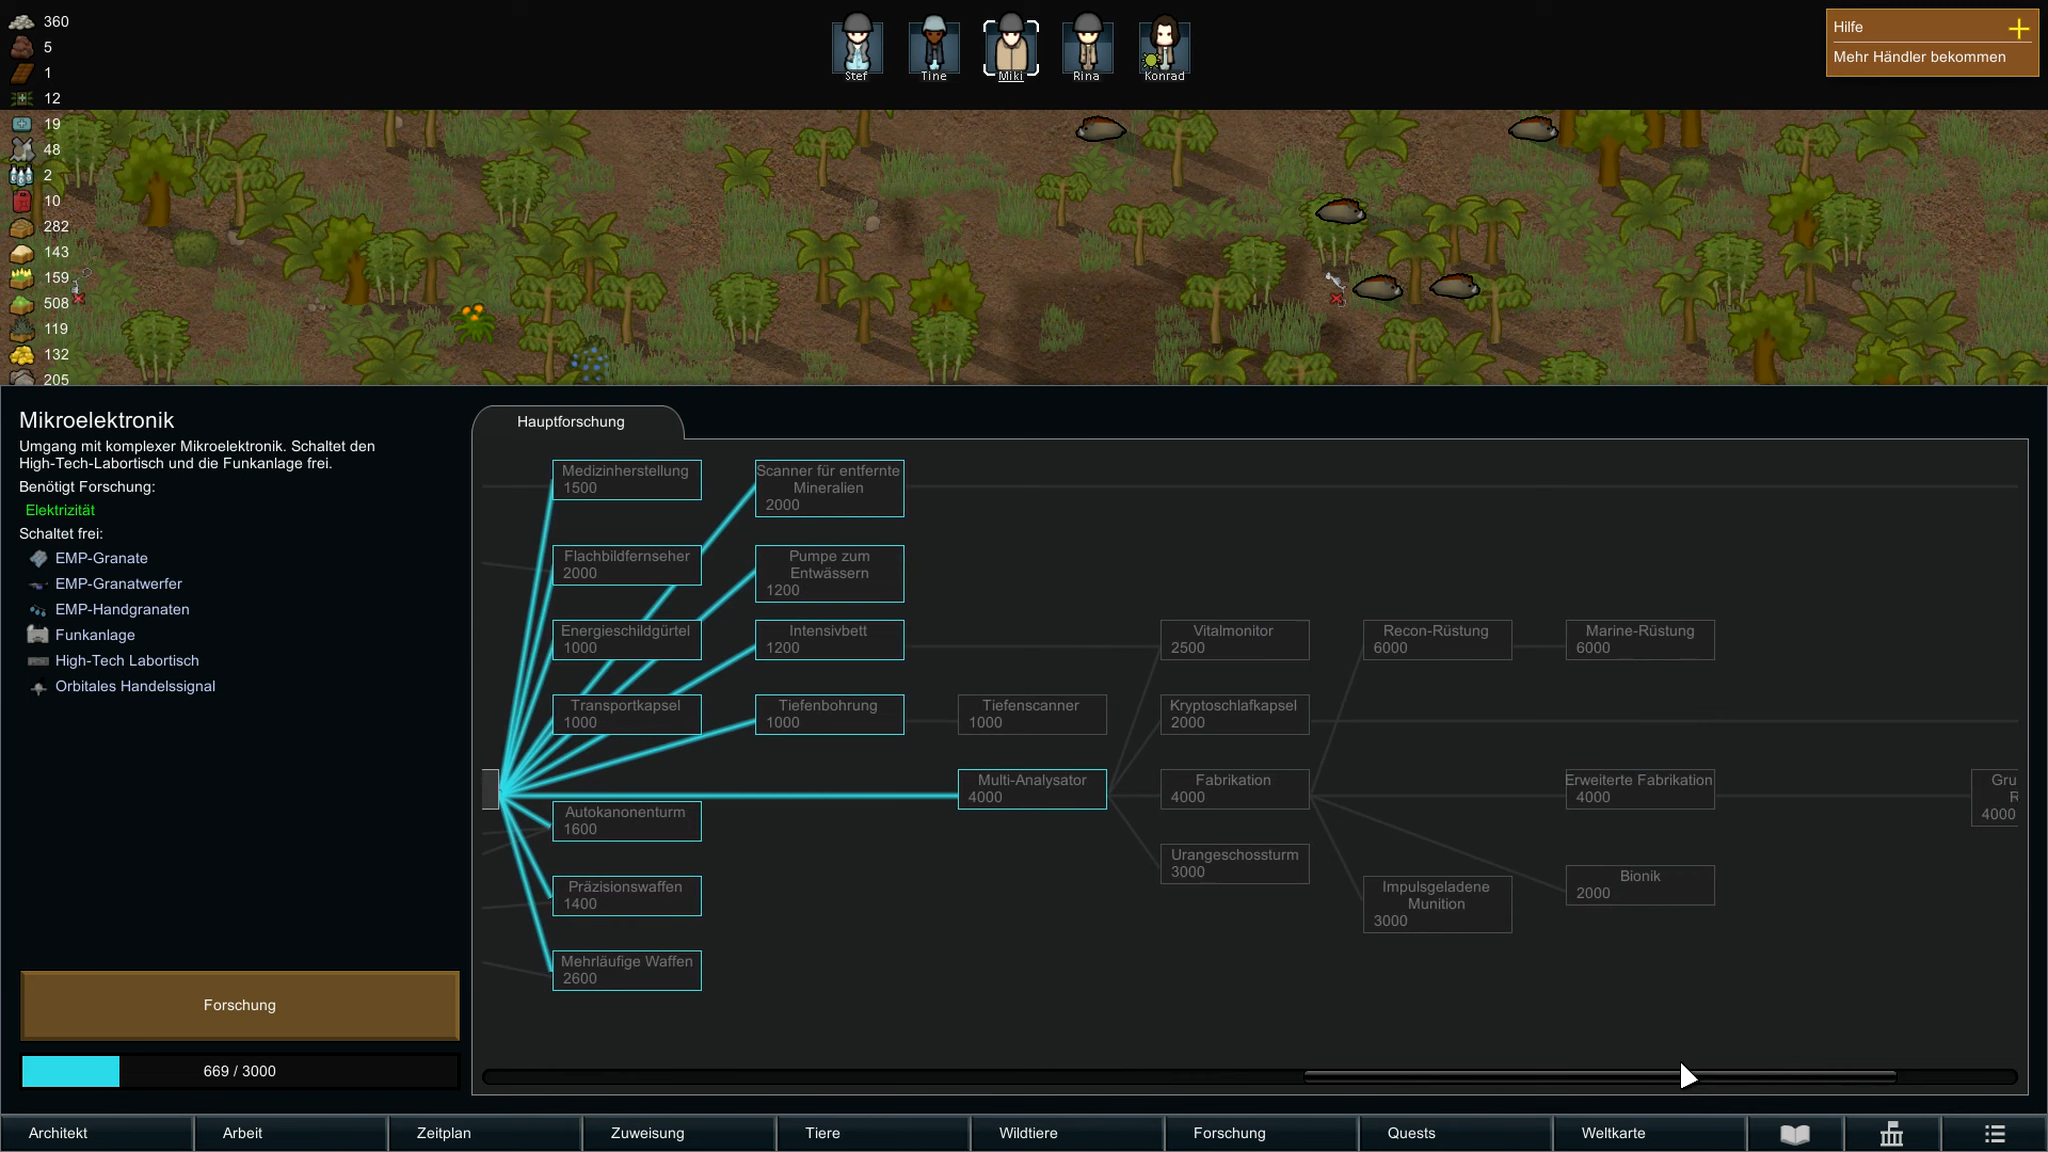 360
5
1
12
19
48
2
10
282
143
159
508
119
132
205
Stef
Tine
Miki
Rina
Konrad
Hilfe
Mehr Händler bekommen
Mikroelektronik
Umgang mit komplexer Mikroelektronik. Schaltet den
High-Tech-Labortisch und die Funkanlage frei.
Benötigt Forschung:
Elektrizität
Schaltet frei:
EMP-Granate
EMP-Granatwerfer
EMP-Handgranaten
Funkanlage
High-Tech Labortisch
Orbitales Handelssignal
Forschung
669 / 3000
Hauptforschung
Medizinherstellung
1500
Scanner für entfernte
Mineralien
2000
Flachbildfernseher
2000
Pumpe zum
Entwässern
1200
Energieschildgürtel
1000
Intensivbett
1200
Vitalmonitor
2500
Recon-Rüstung
6000
Marine-Rüstung
6000
Transportkapsel
1000
Tiefenbohrung
1000
Tiefenscanner
1000
Kryptoschlafkapsel
2000
Multi-Analysator
4000
Fabrikation
4000
Erweiterte Fabrikation
4000
Gru
R
4000
Autokanonenturm
1600
Urangeschossturm
3000
Präzisionswaffen
1400
Impulsgeladene
Munition
3000
Bionik
2000
Mehrläufige Waffen
2600
Architekt
Arbeit
Zeitplan
Zuweisung
Tiere
Wildtiere
Forschung
Quests
Weltkarte